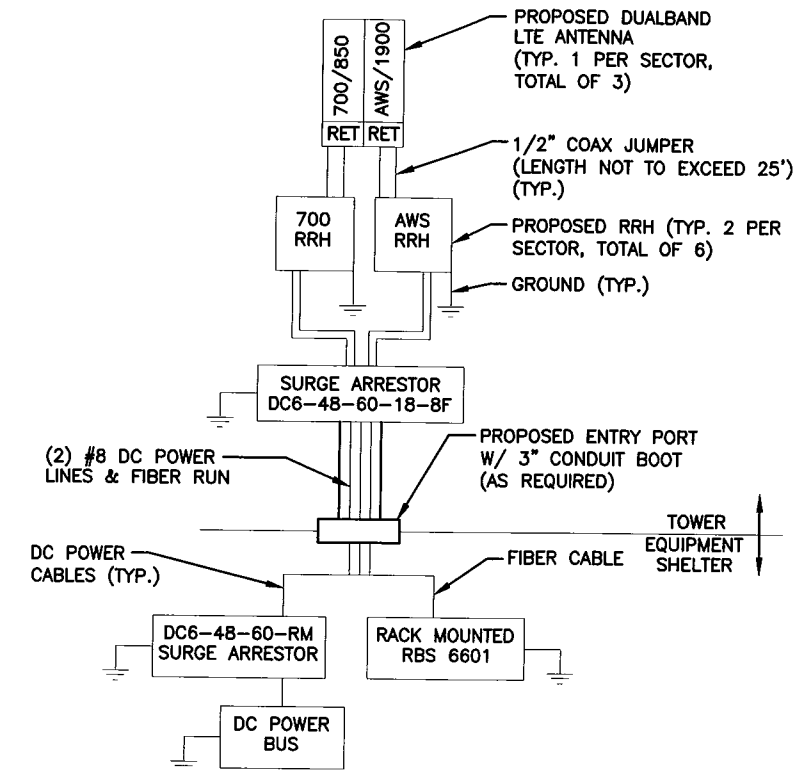 PROPOSED DUALBAND
LTE ANTENNA
(TYP. 1 PER SECTOR,
TOTAL OF 3)
700/850
AWS/1900
RET
RET
1/2" COAX JUMPER
(LENGTH NOT TO EXCEED 25')
(TYP.)
700
RRH
AWS
RRH
PROPOSED RRH (TYP. 2 PER
SECTOR, TOTAL OF 6)
GROUND (TYP.)
SURGE ARRESTOR
DC6-48-60-18-8F
(2) #8 DC POWER
LINES & FIBER RUN
PROPOSED ENTRY PORT
W/ 3" CONDUIT BOOT
(AS REQUIRED)
TOWER
EQUIPMENT
SHELTER
DC POWER
CABLES (TYP.)
FIBER CABLE
DC6-48-60-RM
SURGE ARRESTOR
RACK MOUNTED
RBS 6601
DC POWER
BUS